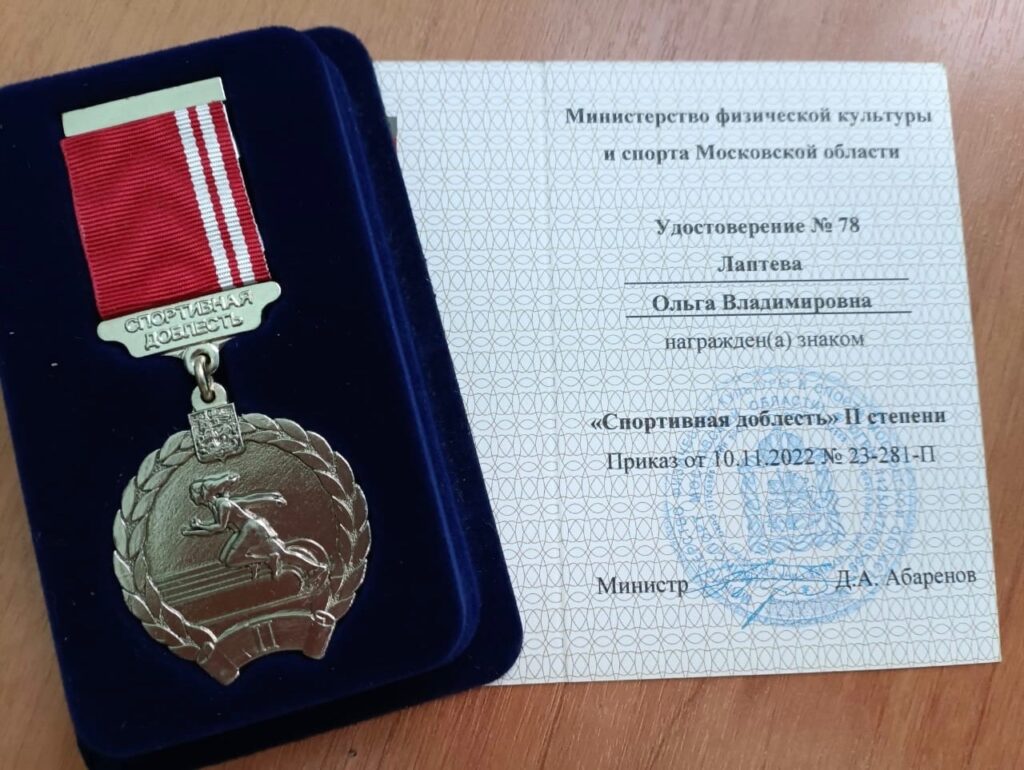 СПОРТИВНАЯ
ДОБЛЕСТЬ
II
Министерство физической культуры
и спорта Московской области
Удостоверение № 78
Лаптева
Ольга Владимировна
награжден(а) знаком
«Спортивная доблесть» II степени
Приказ от 10.11.2022 № 23-281-П
Министр
Д.А. Абаренов